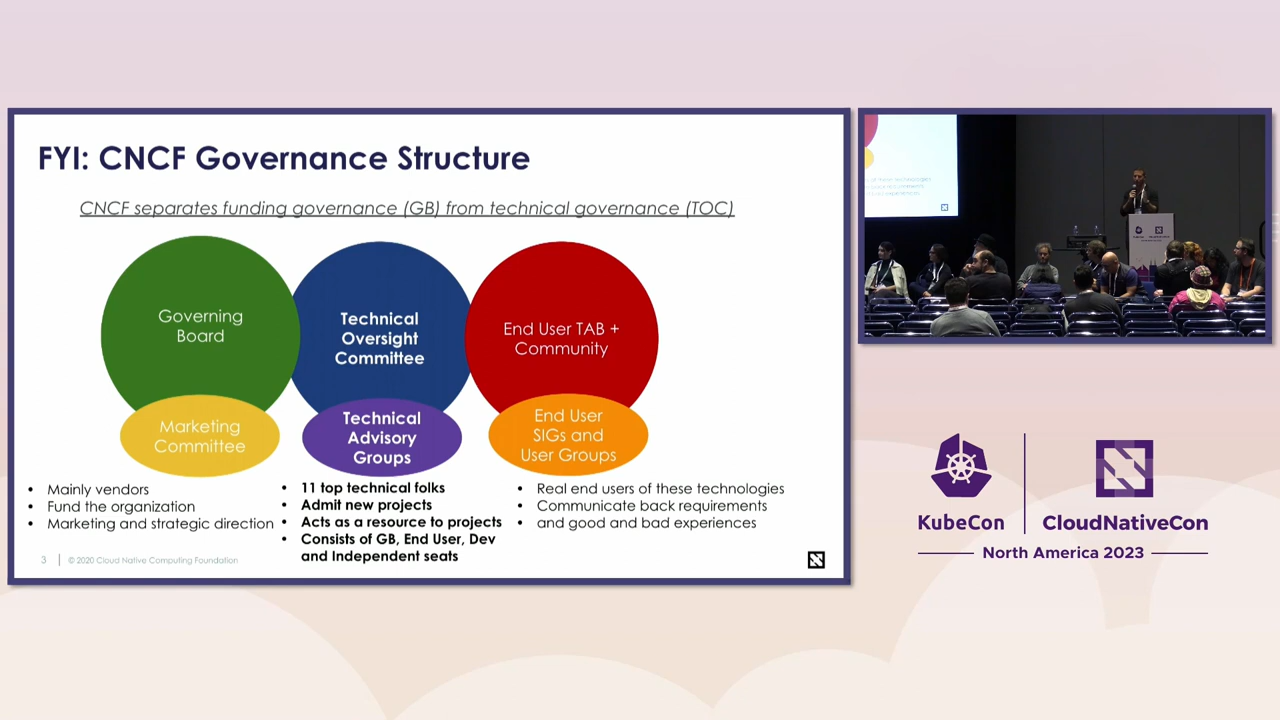 FYI: CNCF Governance Structure
CNCF separates funding governance (GB) from technical governance (TOC)
Governing
Board
Technical
Oversight
Committee
End User TAB +
Community
Marketing
Committee
Technical
Advisory
Groups
End User
SIGs and
User Groups
• Mainly vendors
• Fund the organization
• Marketing and strategic direction
• 11 top technical folks
• Admit new projects
• Acts as a resource to projects
• Consists of GB, End User, Dev
and Independent seats
• Real end users of these technologies
• Communicate back requirements
• and good and bad experiences
3 | © 2020 Cloud Native Computing Foundation
KubeCon
CloudNativeCon
North America 2023